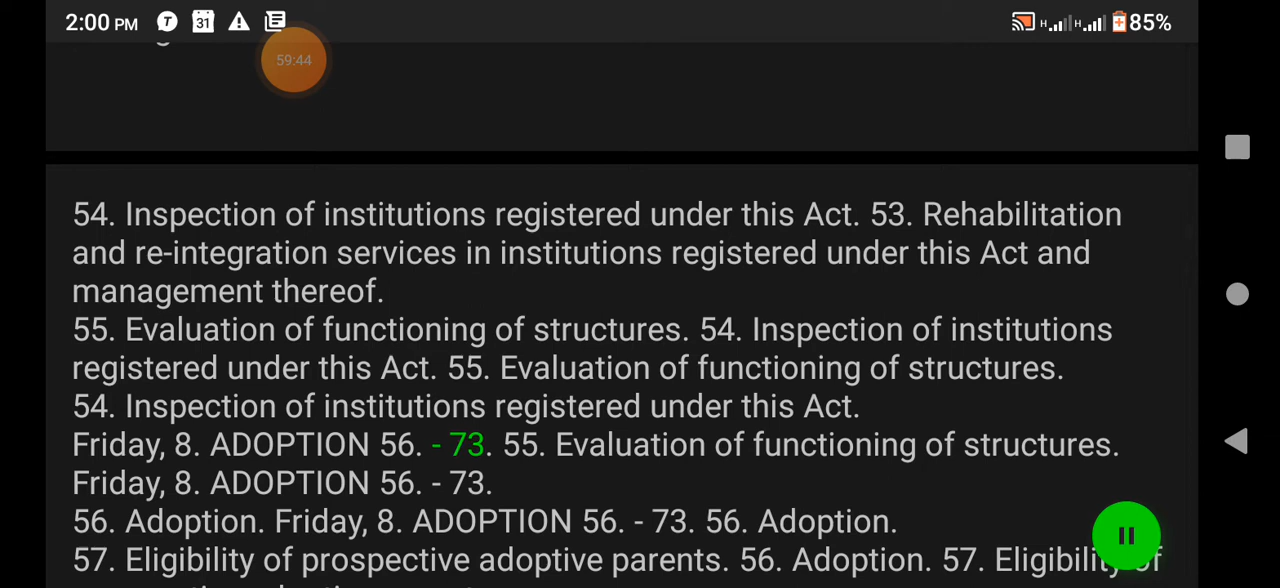 2:00 PM
31
85%
59:44
54. Inspection of institutions registered under this Act. 53. Rehabilitation
and re-integration services in institutions registered under this Act and
management thereof.
55. Evaluation of functioning of structures. 54. Inspection of institutions
registered under this Act. 55. Evaluation of functioning of structures.
54. Inspection of institutions registered under this Act.
Friday, 8. ADOPTION 56. - 73. 55. Evaluation of functioning of structures.
Friday, 8. ADOPTION 56. - 73.
56. Adoption. Friday, 8. ADOPTION 56. - 73. 56. Adoption.
57. Eligibility of prospective adoptive parents. 56. Adoption. 57. Eligibility of